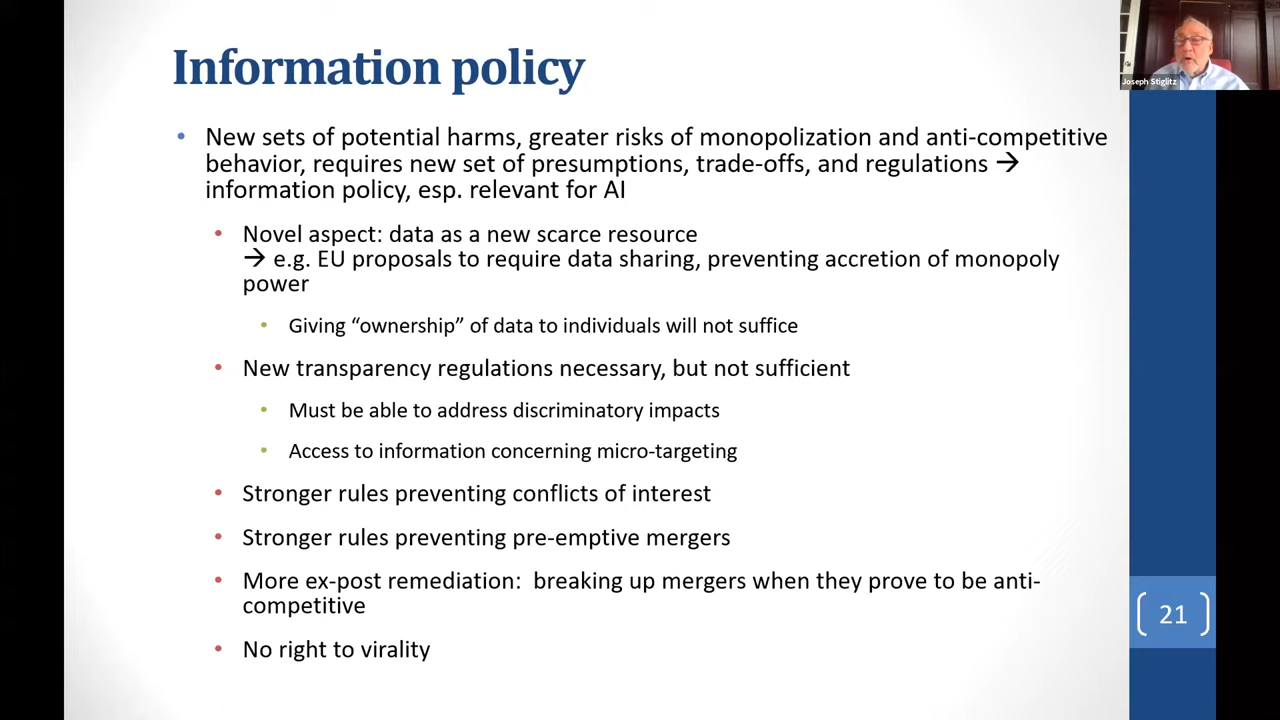 Information policy
Joseph Stiglitz
• New sets of potential harms, greater risks of monopolization and anti-competitive
behavior, requires new set of presumptions, trade-offs, and regulations →
information policy, esp. relevant for AI
• Novel aspect: data as a new scarce resource
→ e.g. EU proposals to require data sharing, preventing accretion of monopoly
power
• Giving “ownership” of data to individuals will not suffice
• New transparency regulations necessary, but not sufficient
• Must be able to address discriminatory impacts
• Access to information concerning micro-targeting
• Stronger rules preventing conflicts of interest
• Stronger rules preventing pre-emptive mergers
• More ex-post remediation:  breaking up mergers when they prove to be anti-
competitive
• No right to virality
21